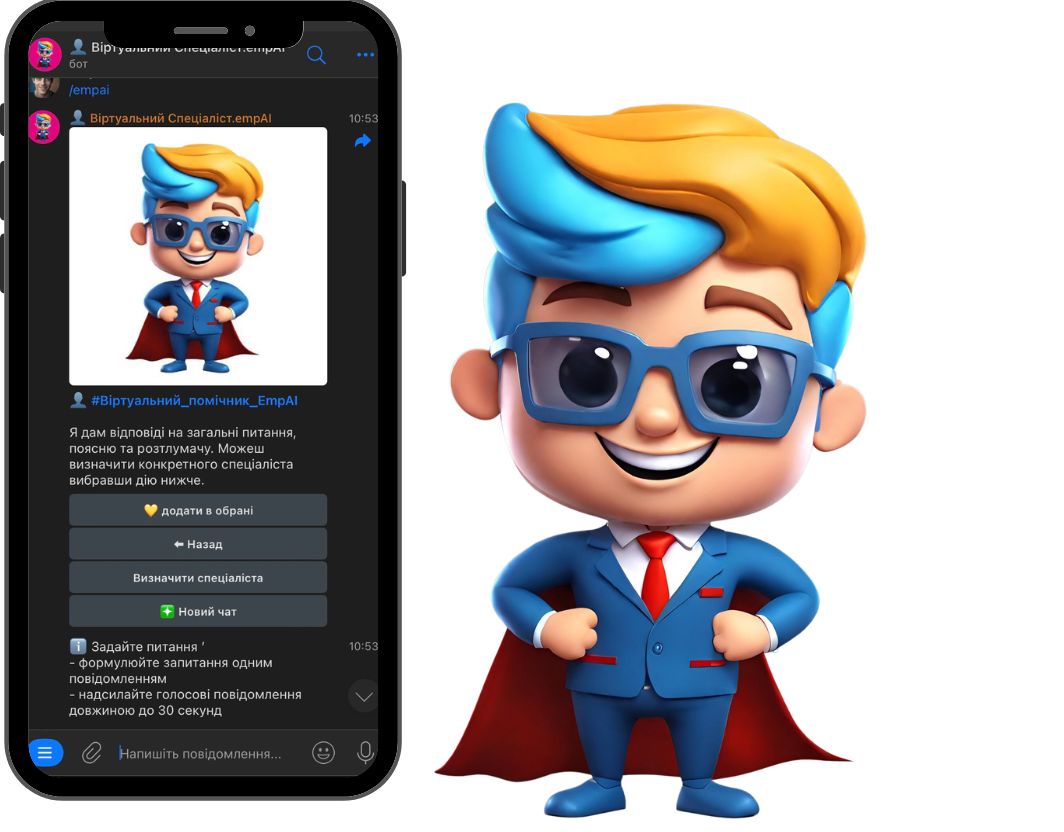 👤 Віртуальний Спеціаліст.empAI
бот
/empai
👤 Віртуальний Спеціаліст.empAI
10:53
👤 #Віртуальний_помічник_EmpAI
Я дам відповіді на загальні питання,
поясню та розтлумачу. Можеш
визначити конкретного спеціаліста
вибравши дію нижче.
💛 додати в обрані
⬅ Назад
Визначити спеціаліста
❇️ Новий чат
ℹ️ Задайте питання ’
10:53
- формулюйте запитання одним
повідомленням
- надсилайте голосові повідомлення
довжиною до 30 секунд
Напишіть повідомлення...